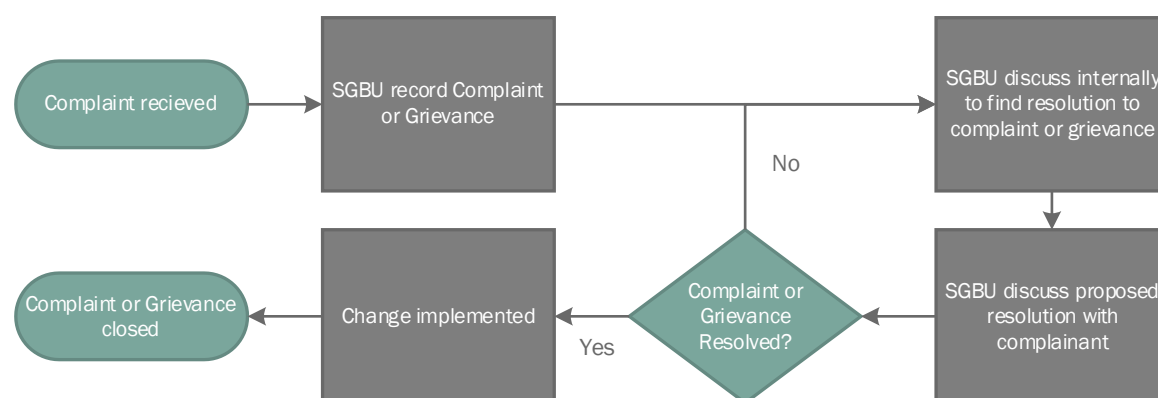 Complaint recieved
SGBU record Complaint
or Grievance
SGBU discuss internally
to find resolution to
complaint or grievance
No
SGBU discuss proposed
resolution with
complainant
Complaint or
Grievance
Resolved?
Yes
Change implemented
Complaint or Grievance
closed